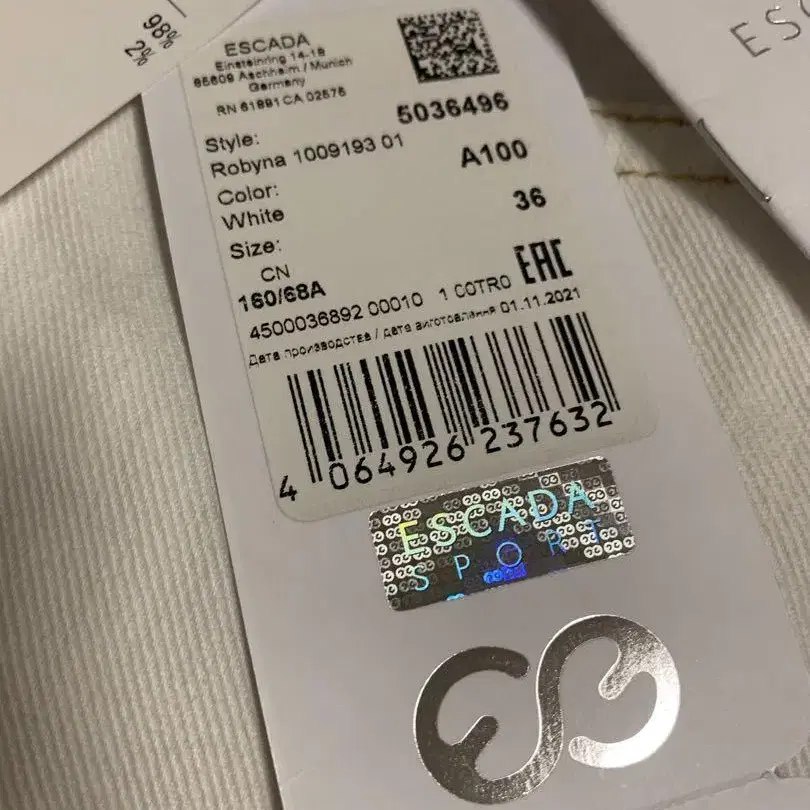 98%
2%
ESCADA
Einsteinring 14-18
85609 Aschheim / Munich
Germany
RN 61991 CA 02575
5036496
Style:
Robyna 1009193 01
A100
Color:
White
36
Size:
CN
160/68A
EAC
4500036892 00010 1 COTRO
Дата производства / дата виготовлення 01.11.2021
4 064926 237632
ESCADA
SPORT
ESC